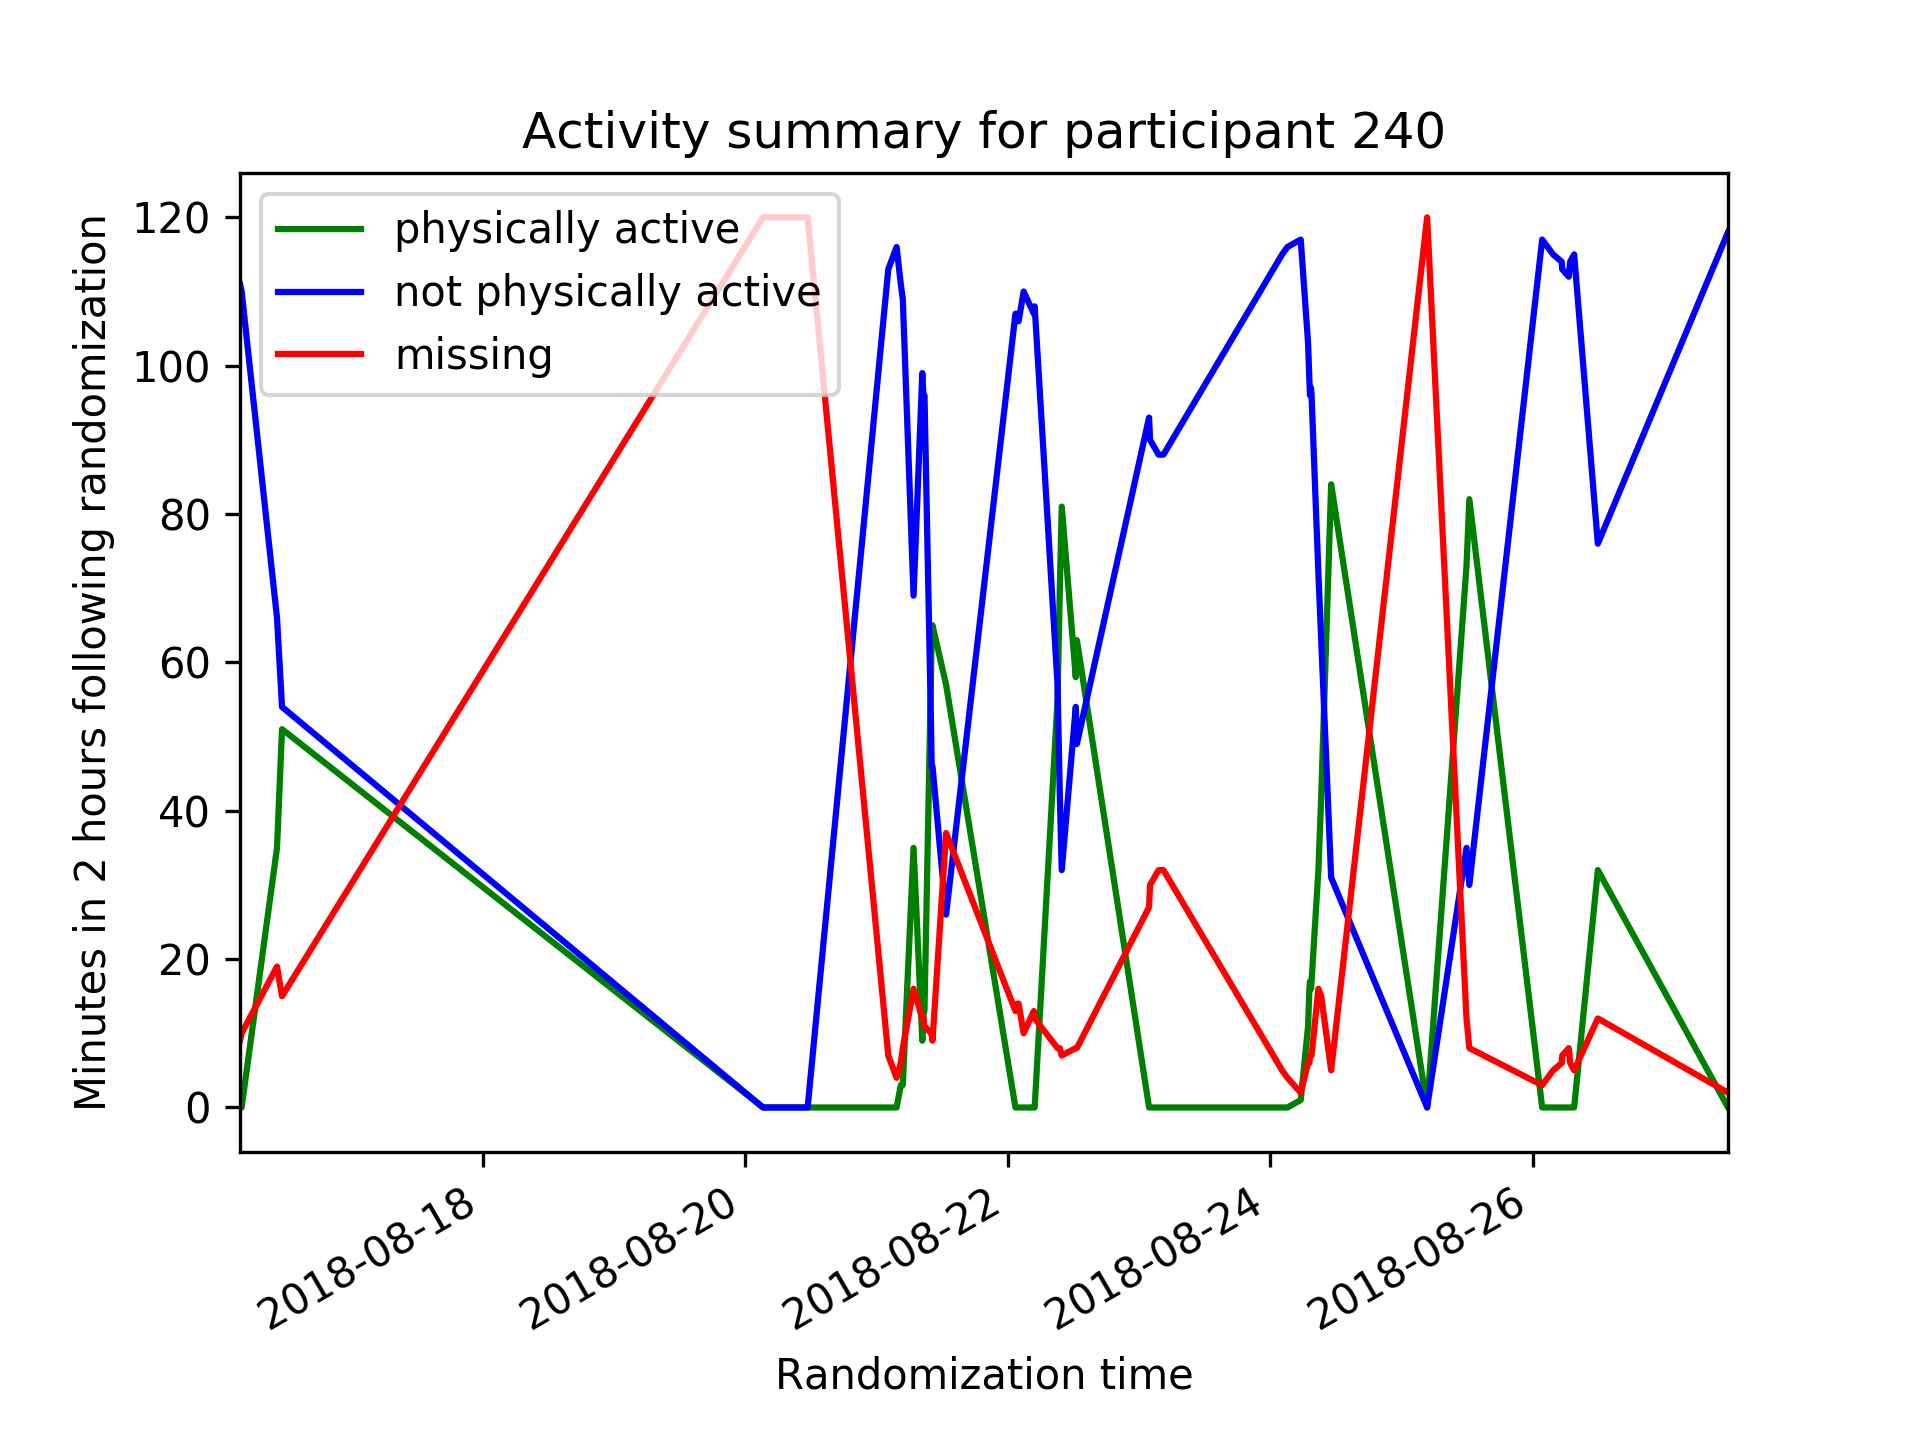 Activity summary for participant 240
Minutes in 2 hours following randomization
120
100
80
60
40
20
0
physically active
not physically active
missing
2018-08-18
2018-08-20
2018-08-22
2018-08-24
2018-08-26
Randomization time